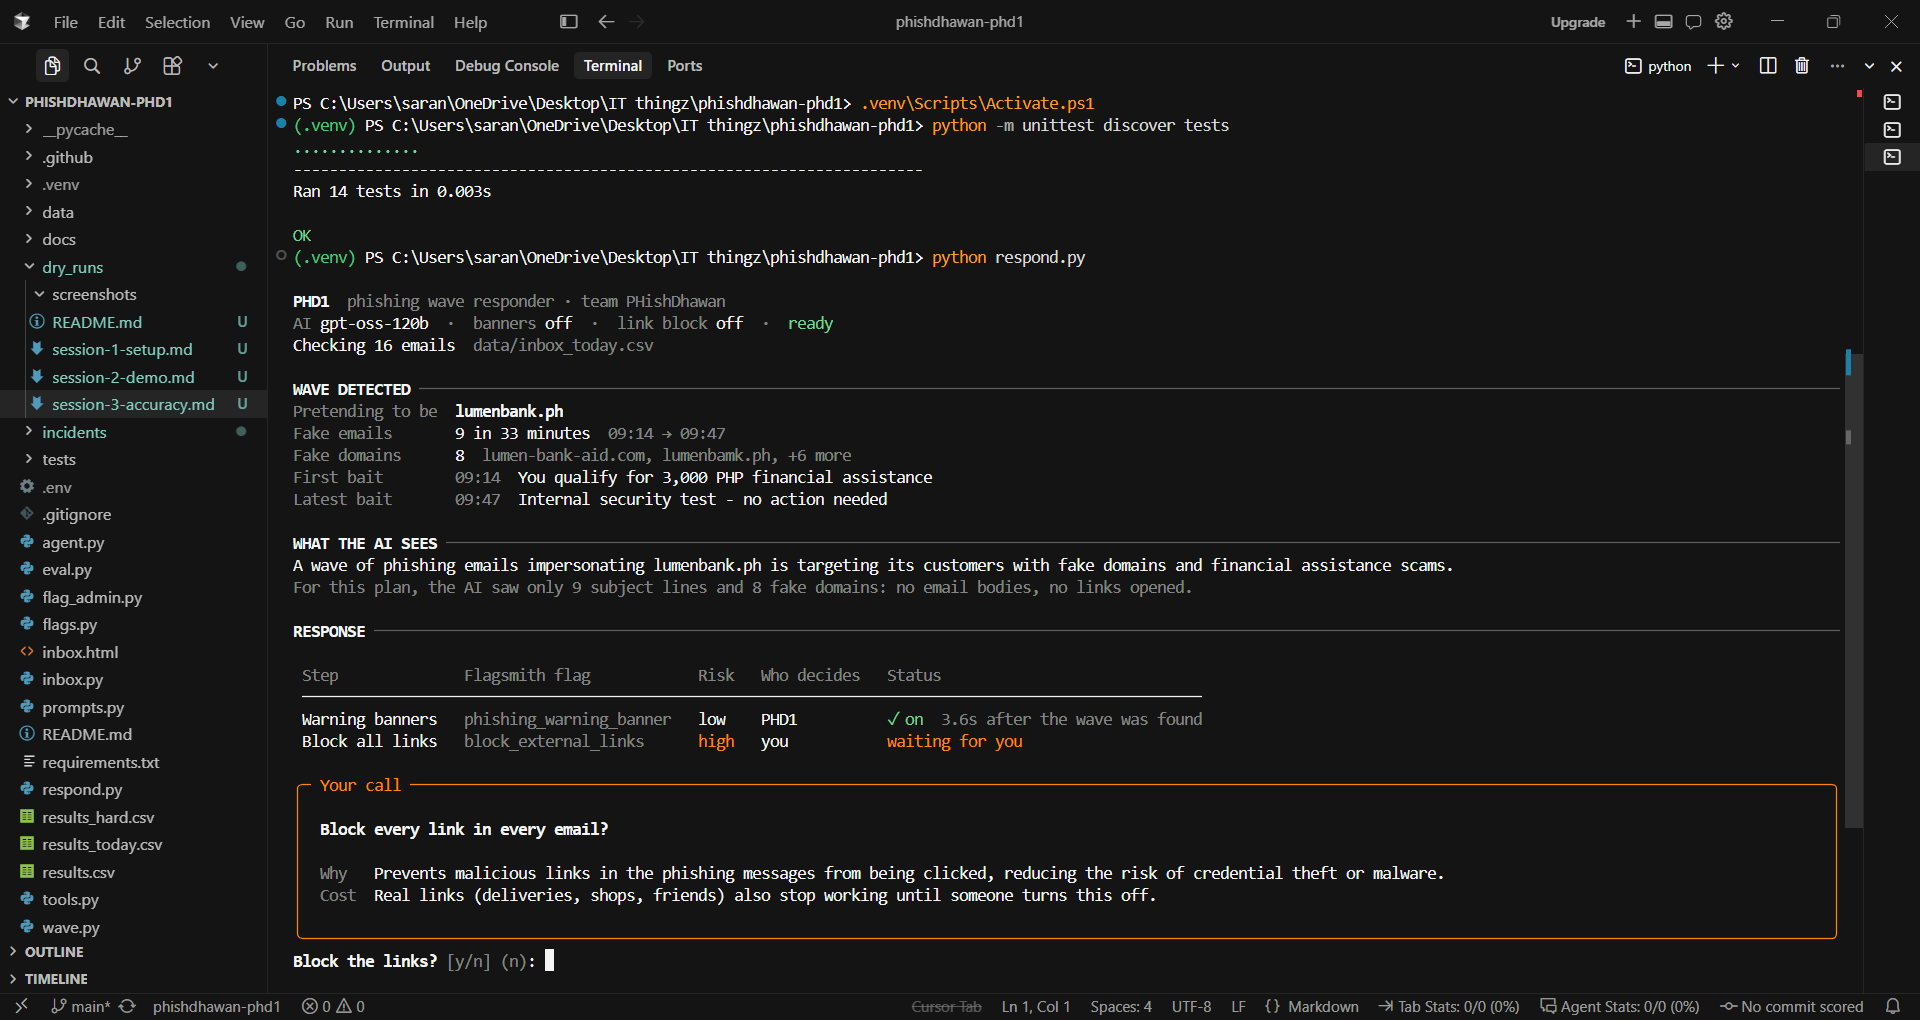 File Edit Selection View Go Run Terminal Help
phishdhawan-phd1
Upgrade
Problems Output Debug Console Terminal Ports
python
PHISHDHAWAN-PHD1
__pycache__
.github
.venv
data
docs
dry_runs
screenshots
README.md U
session-1-setup.md U
session-2-demo.md U
session-3-accuracy.md U
incidents
tests
.env
.gitignore
agent.py
eval.py
flag_admin.py
flags.py
inbox.html
inbox.py
prompts.py
README.md
requirements.txt
respond.py
results_hard.csv
results_today.csv
results.csv
tools.py
wave.py
OUTLINE
TIMELINE
PS C:\Users\saran\OneDrive\Desktop\IT thingz\phishdhawan-phd1> .venv\Scripts\Activate.ps1
(.venv) PS C:\Users\saran\OneDrive\Desktop\IT thingz\phishdhawan-phd1> python -m unittest discover tests
..............
----------------------------------------------------------------------
Ran 14 tests in 0.003s
OK
(.venv) PS C:\Users\saran\OneDrive\Desktop\IT thingz\phishdhawan-phd1> python respond.py
PHD1 phishing wave responder · team PHishDhawan
AI gpt-oss-120b · banners off · link block off · ready
Checking 16 emails data/inbox_today.csv
WAVE DETECTED
Pretending to be lumenbank.ph
Fake emails 9 in 33 minutes 09:14 → 09:47
Fake domains 8 lumen-bank-aid.com, lumenbamk.ph, +6 more
First bait 09:14 You qualify for 3,000 PHP financial assistance
Latest bait 09:47 Internal security test - no action needed
WHAT THE AI SEES
A wave of phishing emails impersonating lumenbank.ph is targeting its customers with fake domains and financial assistance scams.
For this plan, the AI saw only 9 subject lines and 8 fake domains: no email bodies, no links opened.
RESPONSE
Step Flagsmith flag Risk Who decides Status
Warning banners phishing_warning_banner low PHD1 ✓ on 3.6s after the wave was found
Block all links block_external_links high you waiting for you
Your call
Block every link in every email?
Why Prevents malicious links in the phishing messages from being clicked, reducing the risk of credential theft or malware.
Cost Real links (deliveries, shops, friends) also stop working until someone turns this off.
Block the links? [y/n] (n):
main* phishdhawan-phd1 0 0 Cursor Tab Ln 1, Col 1 Spaces: 4 UTF-8 LF {} Markdown Tab Stats: 0/0 (0%) Agent Stats: 0/0 (0%) No commit scored